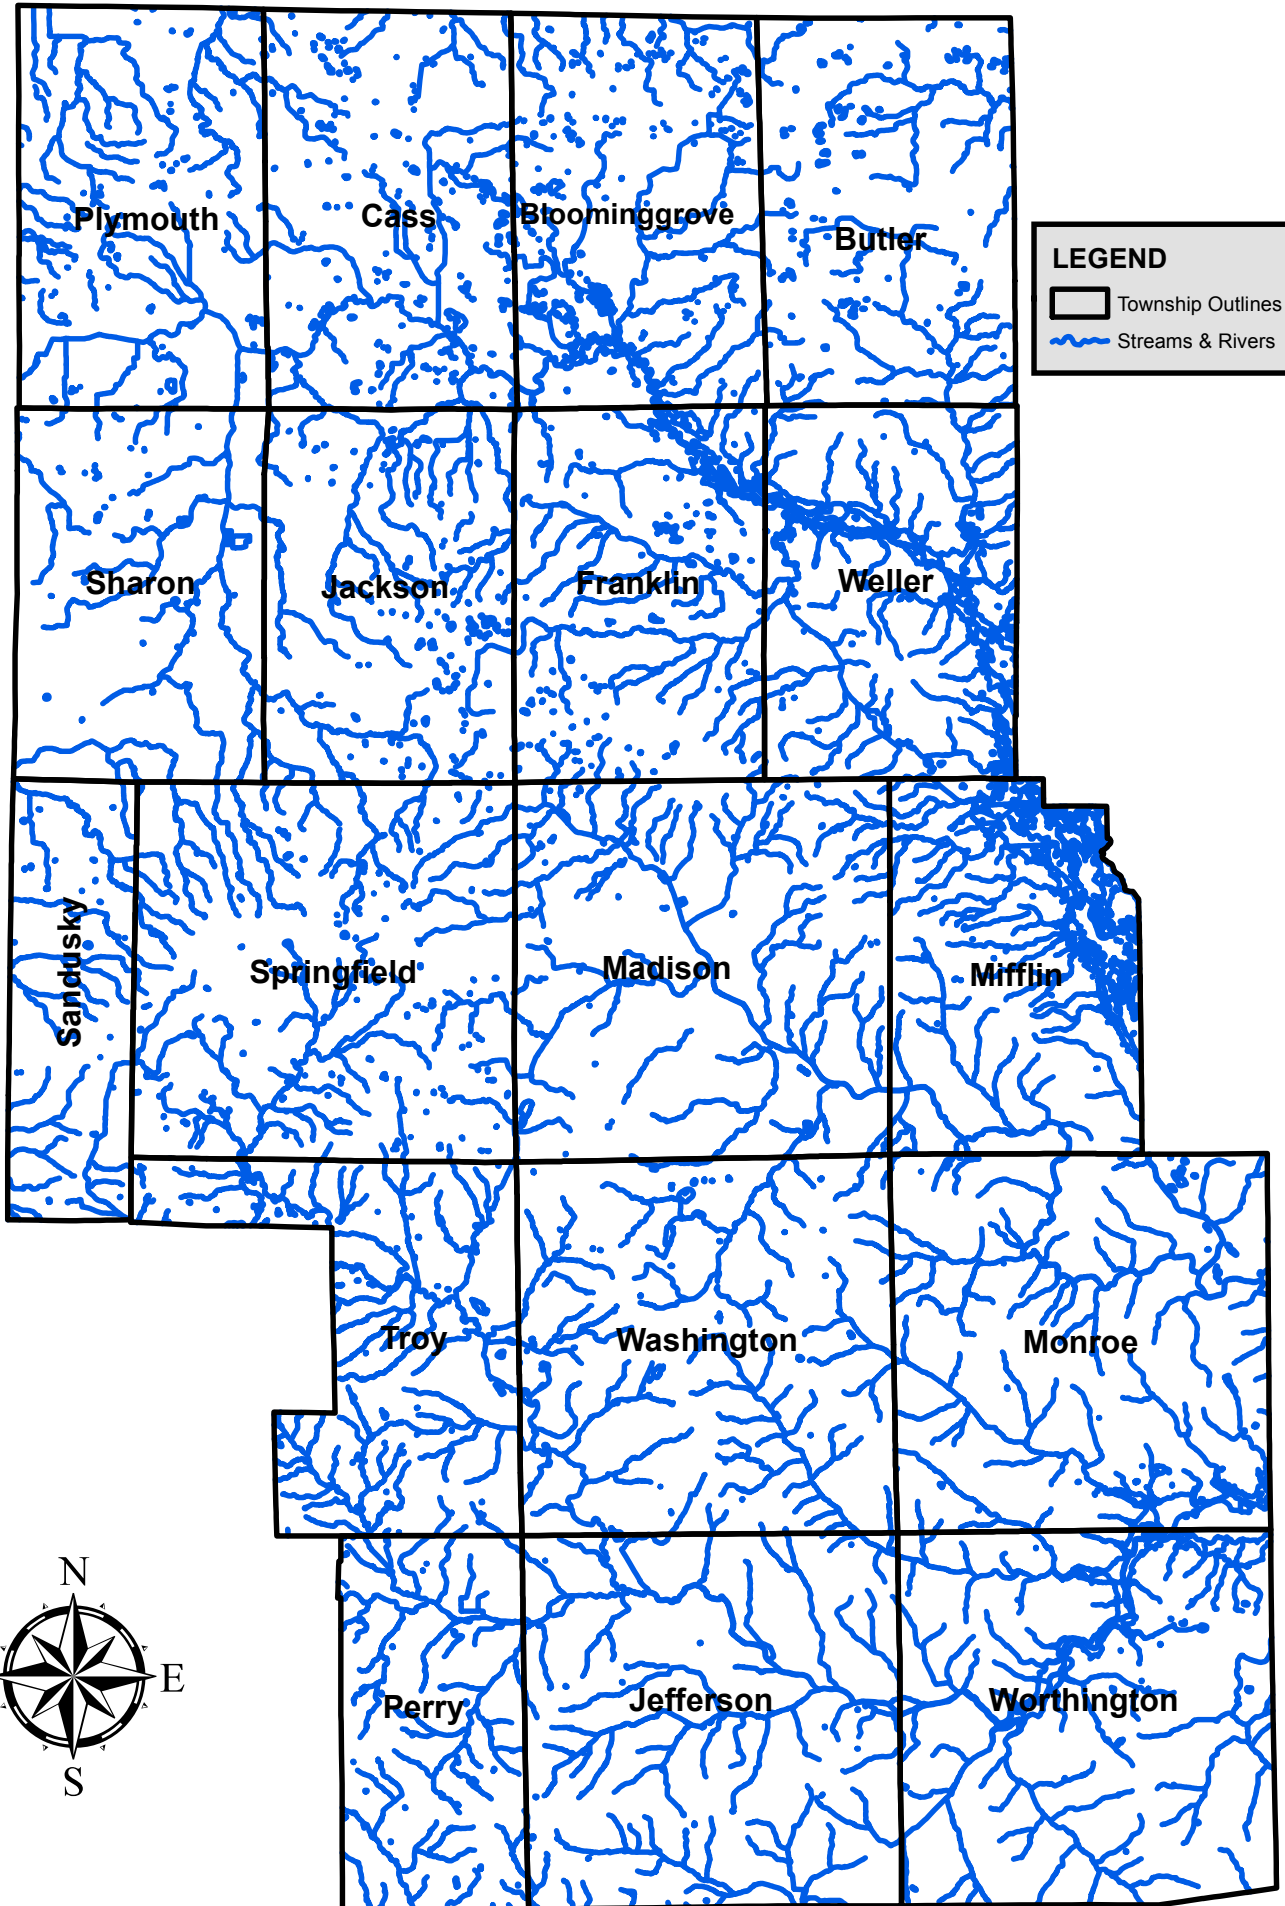 Plymouth
Cass
Bloominggrove
Butler
LEGEND
Township Outlines
Streams & Rivers
Sharon
Jackson
Franklin
Weller
Sandusky
Springfield
Madison
Mifflin
Troy
Washington
Monroe
N
E
S
Perry
Jefferson
Worthington